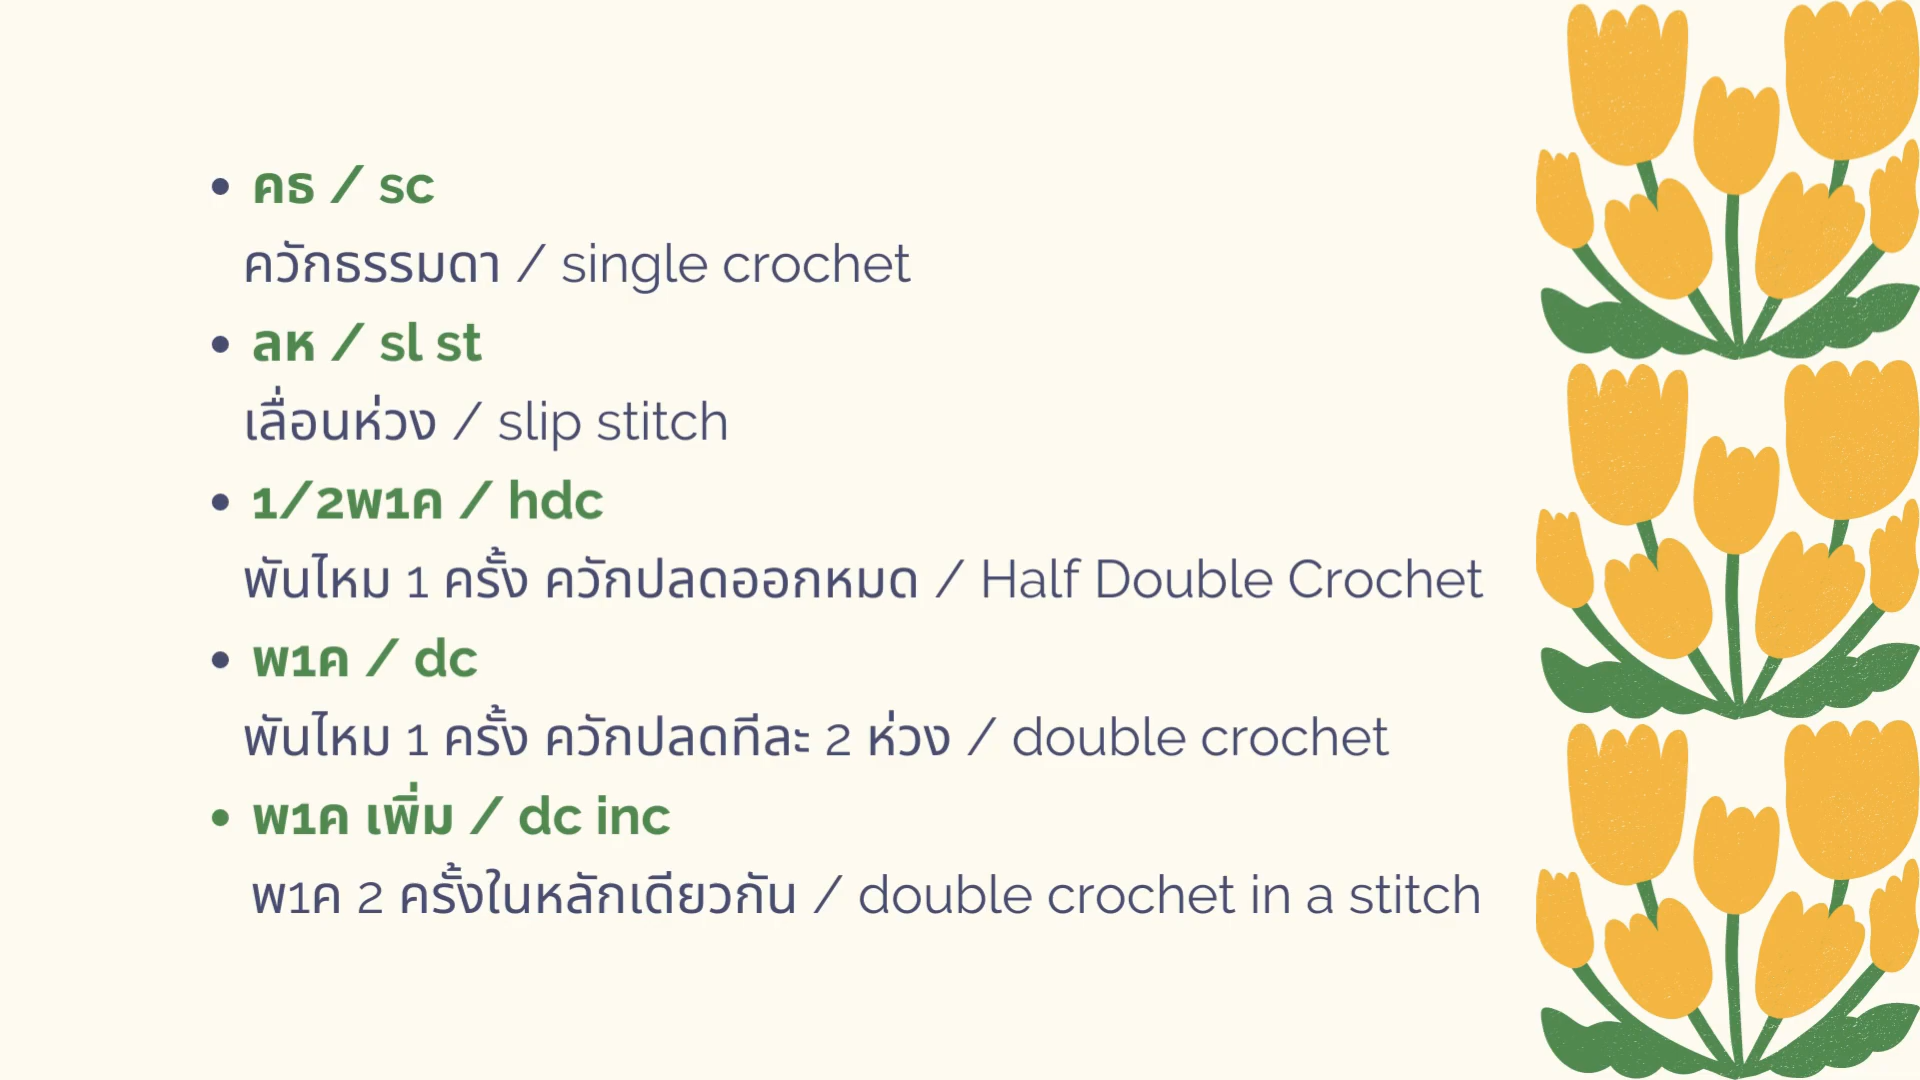 • คธ / sc
ควักธรรมดา / single crochet
• ลห / sl st
เลื่อนห่วง / slip stitch
• 1/2พ1ค / hdc
พันไหม 1 ครั้ง ควักปลดออกหมด / Half Double Crochet
• พ1ค / dc
พันไหม 1 ครั้ง ควักปลดทีละ 2 ห่วง / double crochet
• พ1ค เพิ่ม / dc inc
พ1ค 2 ครั้งในหลักเดียวกัน / double crochet in a stitch